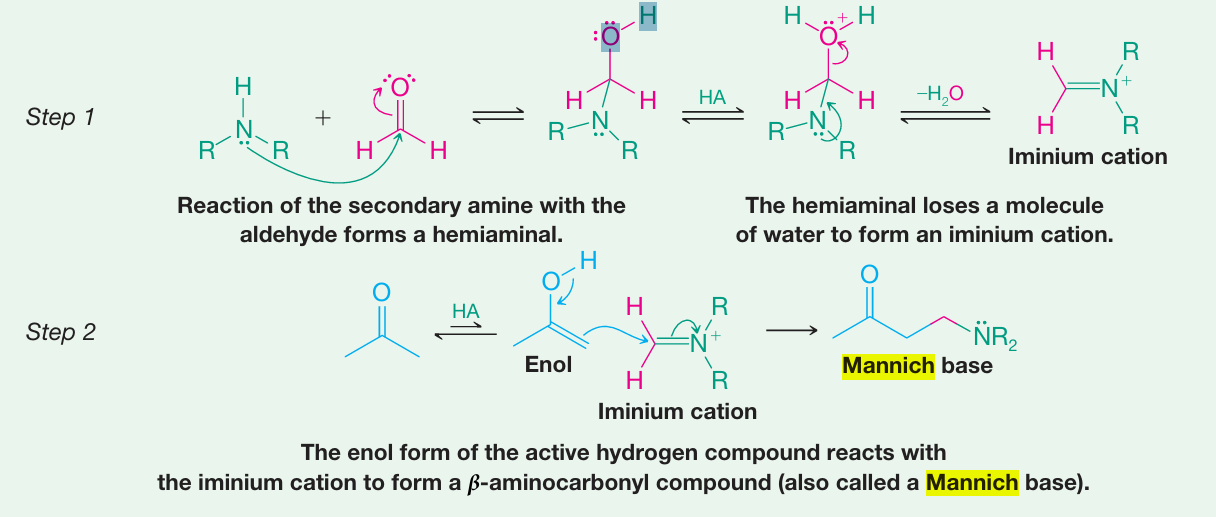 Step 1
H
N
R R
+
O
H H
O H
H H
N
R
R
HA
H + H
O
H H
N
R
R
−H₂O
H R
N+
H R
Iminium cation
Reaction of the secondary amine with the
aldehyde forms a hemiaminal.
The hemiaminal loses a molecule
of water to form an iminium cation.
Step 2
O
HA
O H
Enol
H R
N+
H R
Iminium cation
O
NR₂
Mannich base
The enol form of the active hydrogen compound reacts with
the iminium cation to form a β-aminocarbonyl compound (also called a Mannich base).